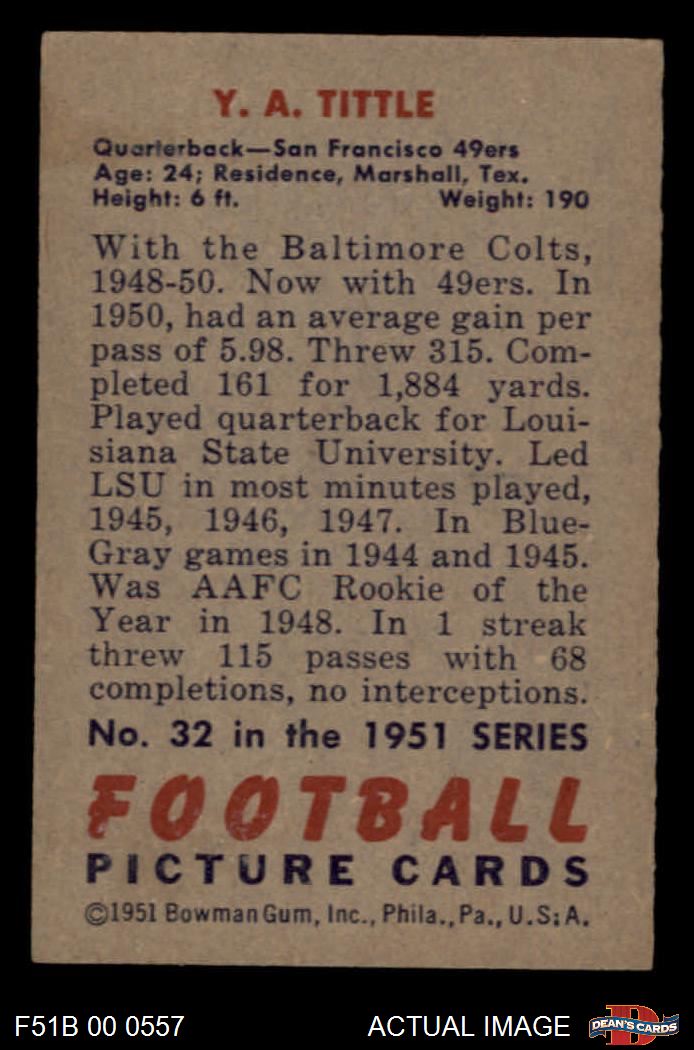 Y. A. TITTLE
Quarterback—San Francisco 49ers
Age: 24; Residence, Marshall, Tex.
Height: 6 ft. Weight: 190
With the Baltimore Colts,
1948-50. Now with 49ers. In
1950, had an average gain per
pass of 5.98. Threw 315. Com-
pleted 161 for 1,884 yards.
Played quarterback for Loui-
siana State University. Led
LSU in most minutes played,
1945, 1946, 1947. In Blue-
Gray games in 1944 and 1945.
Was AAFC Rookie of the
Year in 1948. In 1 streak
threw 115 passes with 68
completions, no interceptions.
No. 32 in the 1951 SERIES
FOOTBALL
PICTURE CARDS
©1951 Bowman Gum, Inc., Phila., Pa., U.S.A.
F51B 00 0557 ACTUAL IMAGE D DEAN'S CARDS